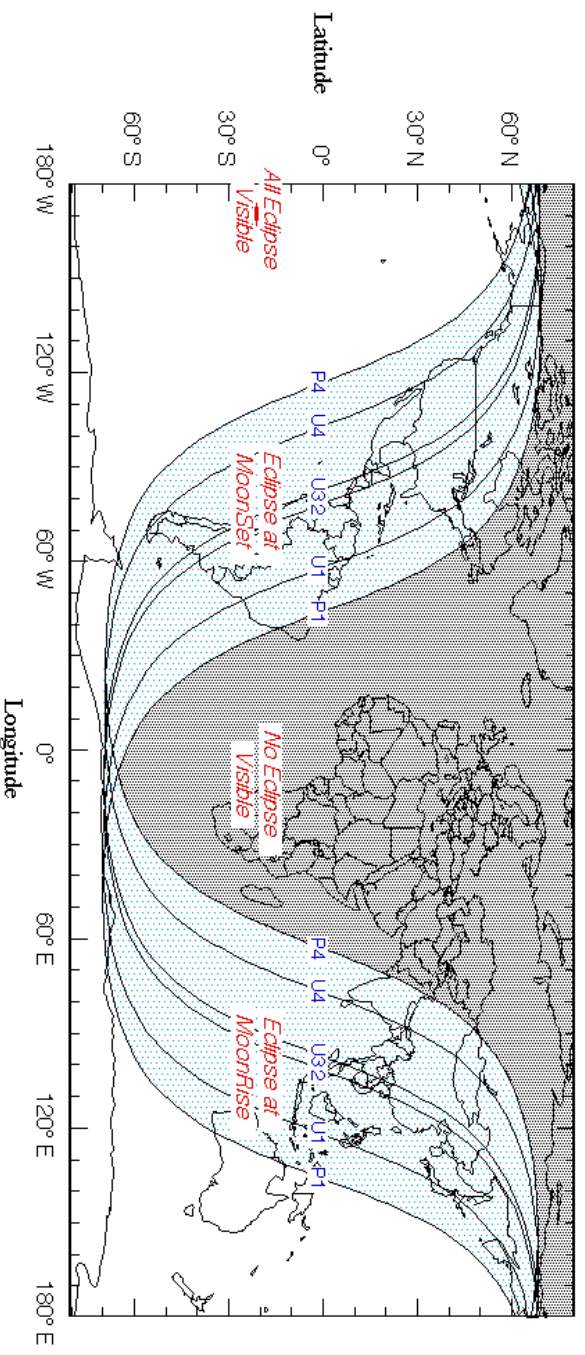 Latitude
60° N
30° N
0°
30° S
60° S
All Eclipse
Visible
P4
U4
U32
U1
P1
Eclipse at
MoonSet
No Eclipse
Visible
P4
U4
U32
U1
P1
Eclipse at
MoonRise
180° W
120° W
60° W
0°
60° E
120° E
180° E
Longitude